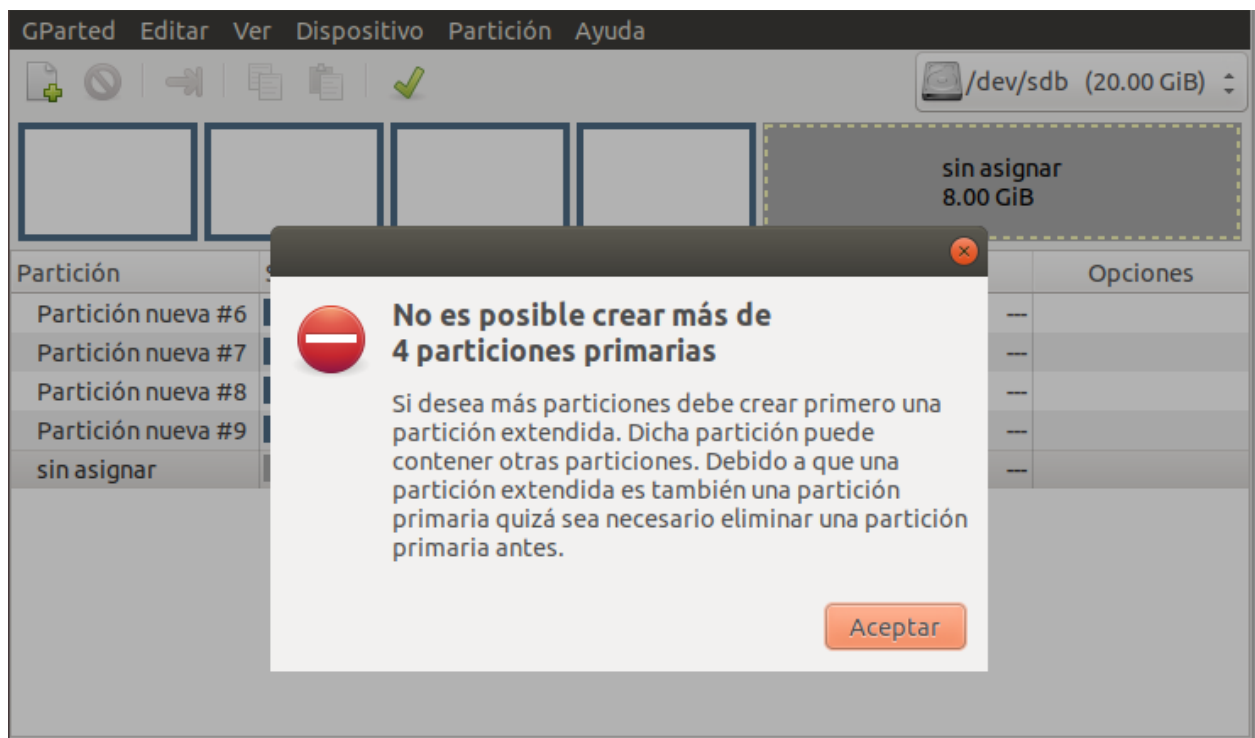 GParted Editar Ver Dispositivo Partición Ayuda
/dev/sdb (20.00 GiB)
sin asignar
8.00 GiB
Partición Opciones
Partición nueva #6 ---
Partición nueva #7 ---
Partición nueva #8 ---
Partición nueva #9 ---
sin asignar ---
No es posible crear más de
4 particiones primarias
Si desea más particiones debe crear primero una
partición extendida. Dicha partición puede
contener otras particiones. Debido a que una
partición extendida es también una partición
primaria quizá sea necesario eliminar una partición
primaria antes.
Aceptar